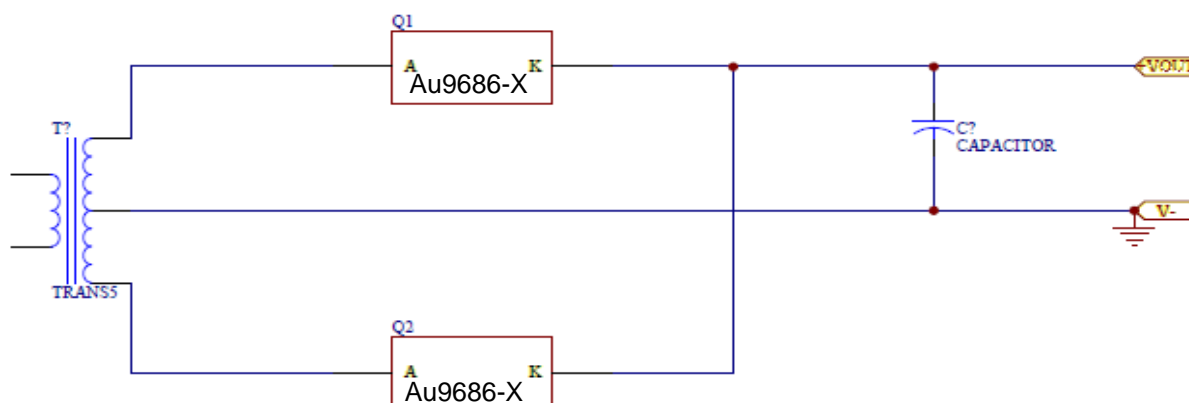 Q1
A K
Au9686-X
VOUT
T?
C?
CAPACITOR
V-
TRANS5
Q2
A K
Au9686-X